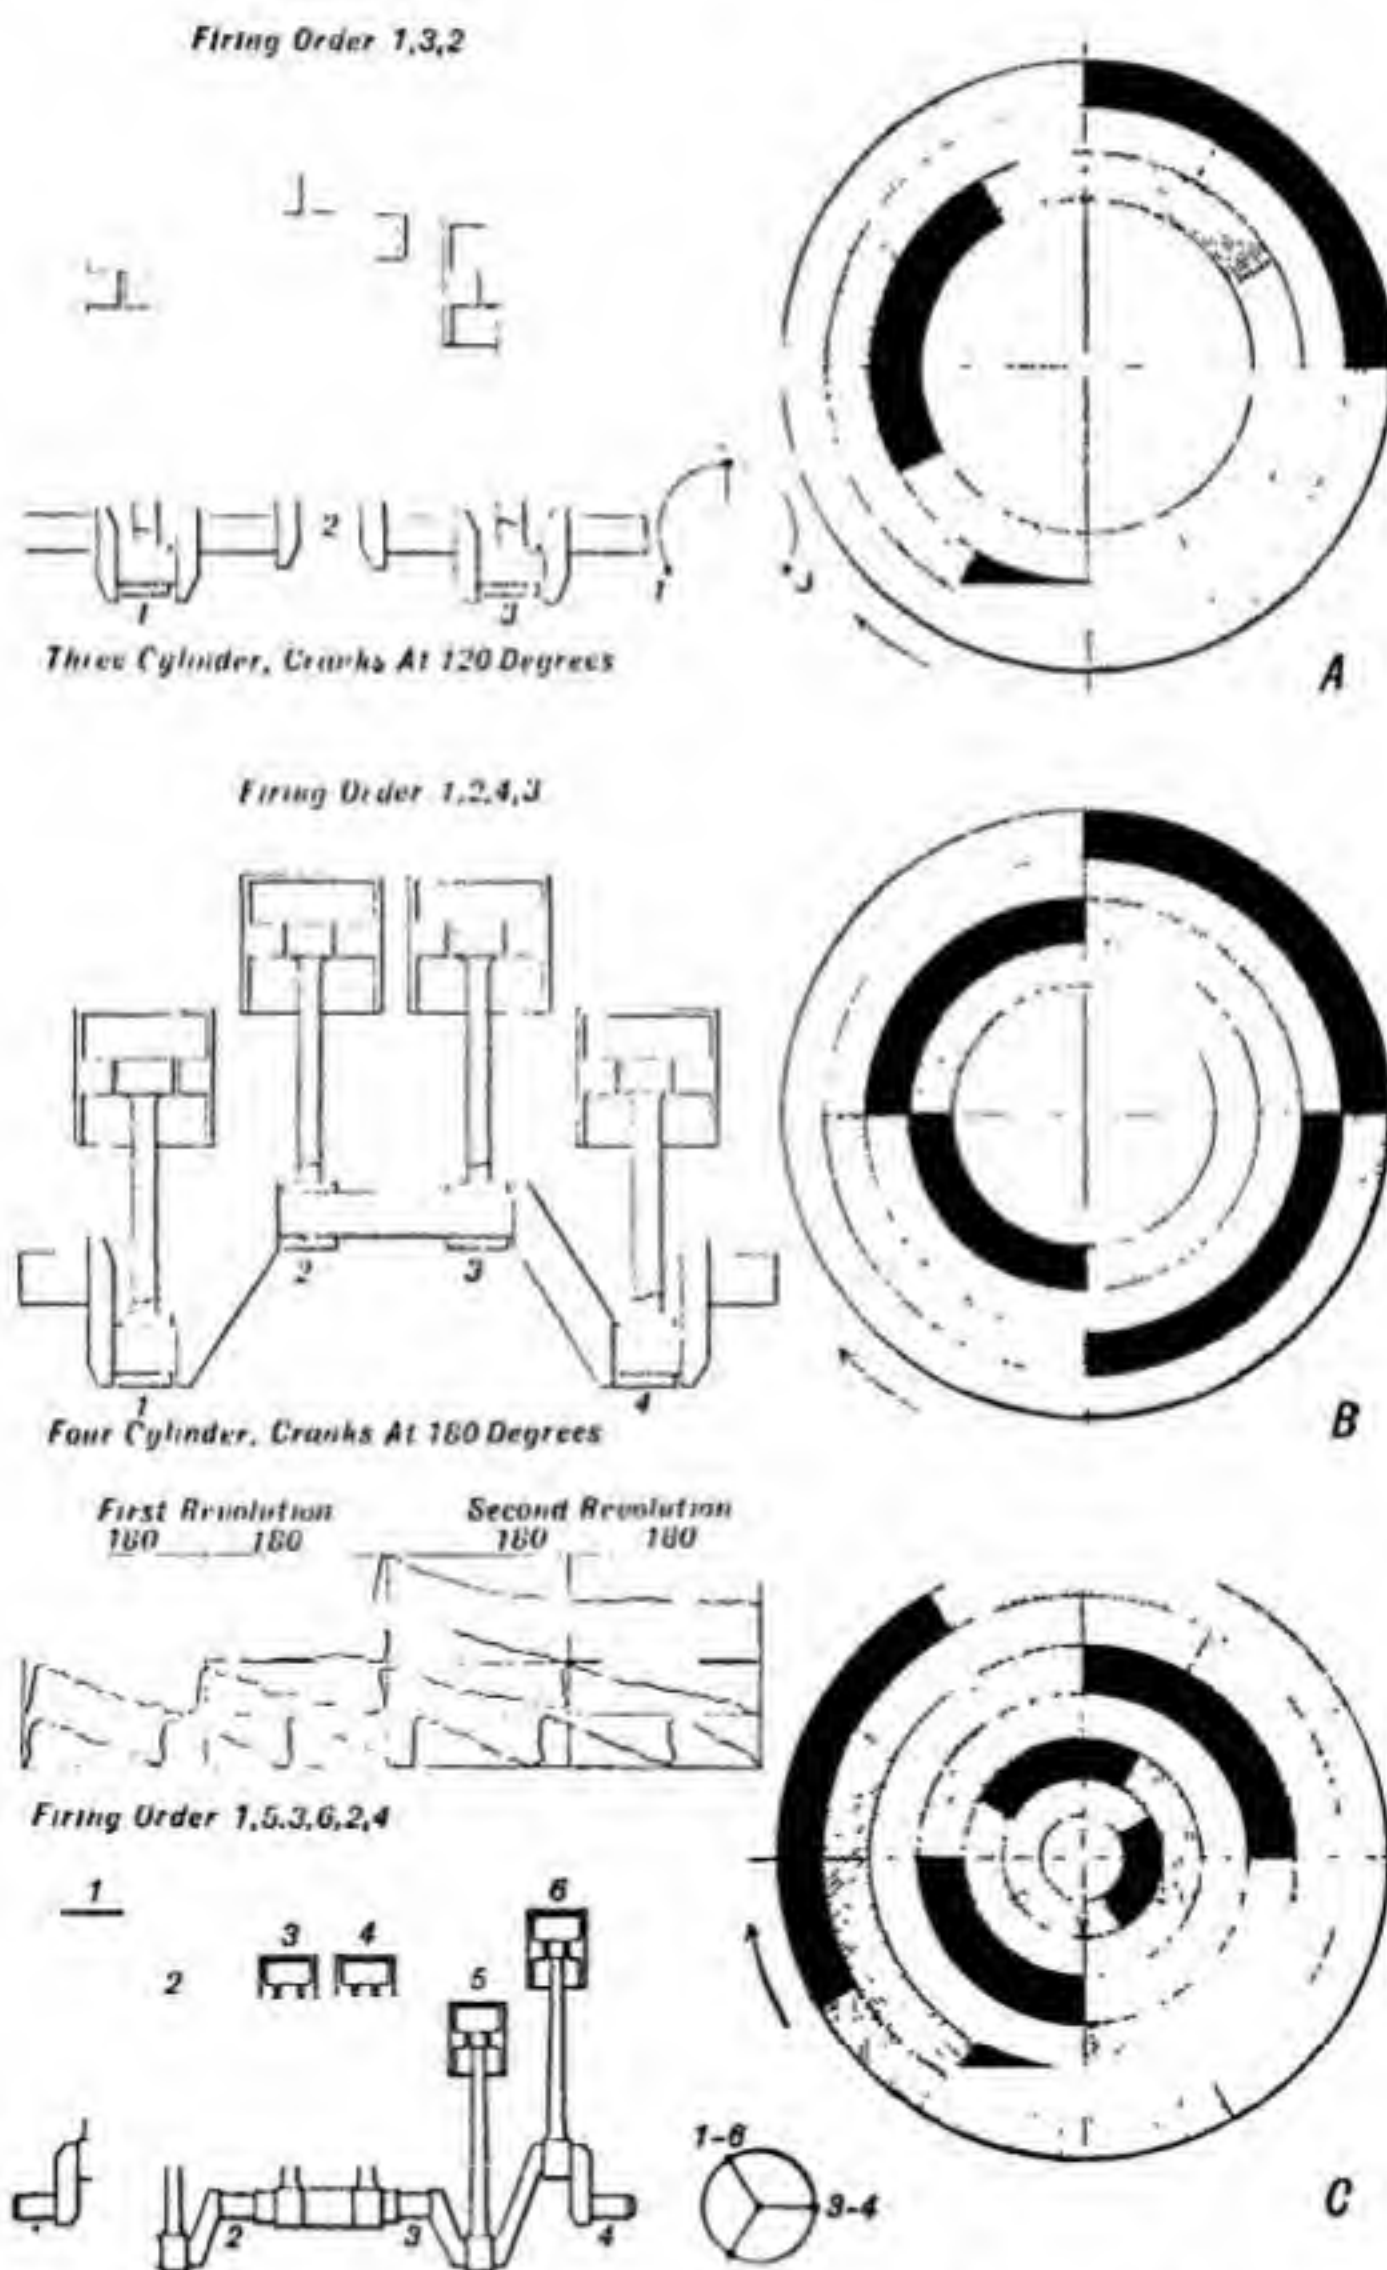 Firing Order 1,3,2
2
1
3
1
Three Cylinder, Cranks At 120 Degrees
A
Firing Order 1,2,4,3
3
1
4
Four Cylinder, Cranks At 180 Degrees
B
First Revolution
Second Revolution
180
180
180
180
Firing Order 1,5,3,6,2,4
1
2
3
4
5
6
2
3
4
1-6
3-4
C